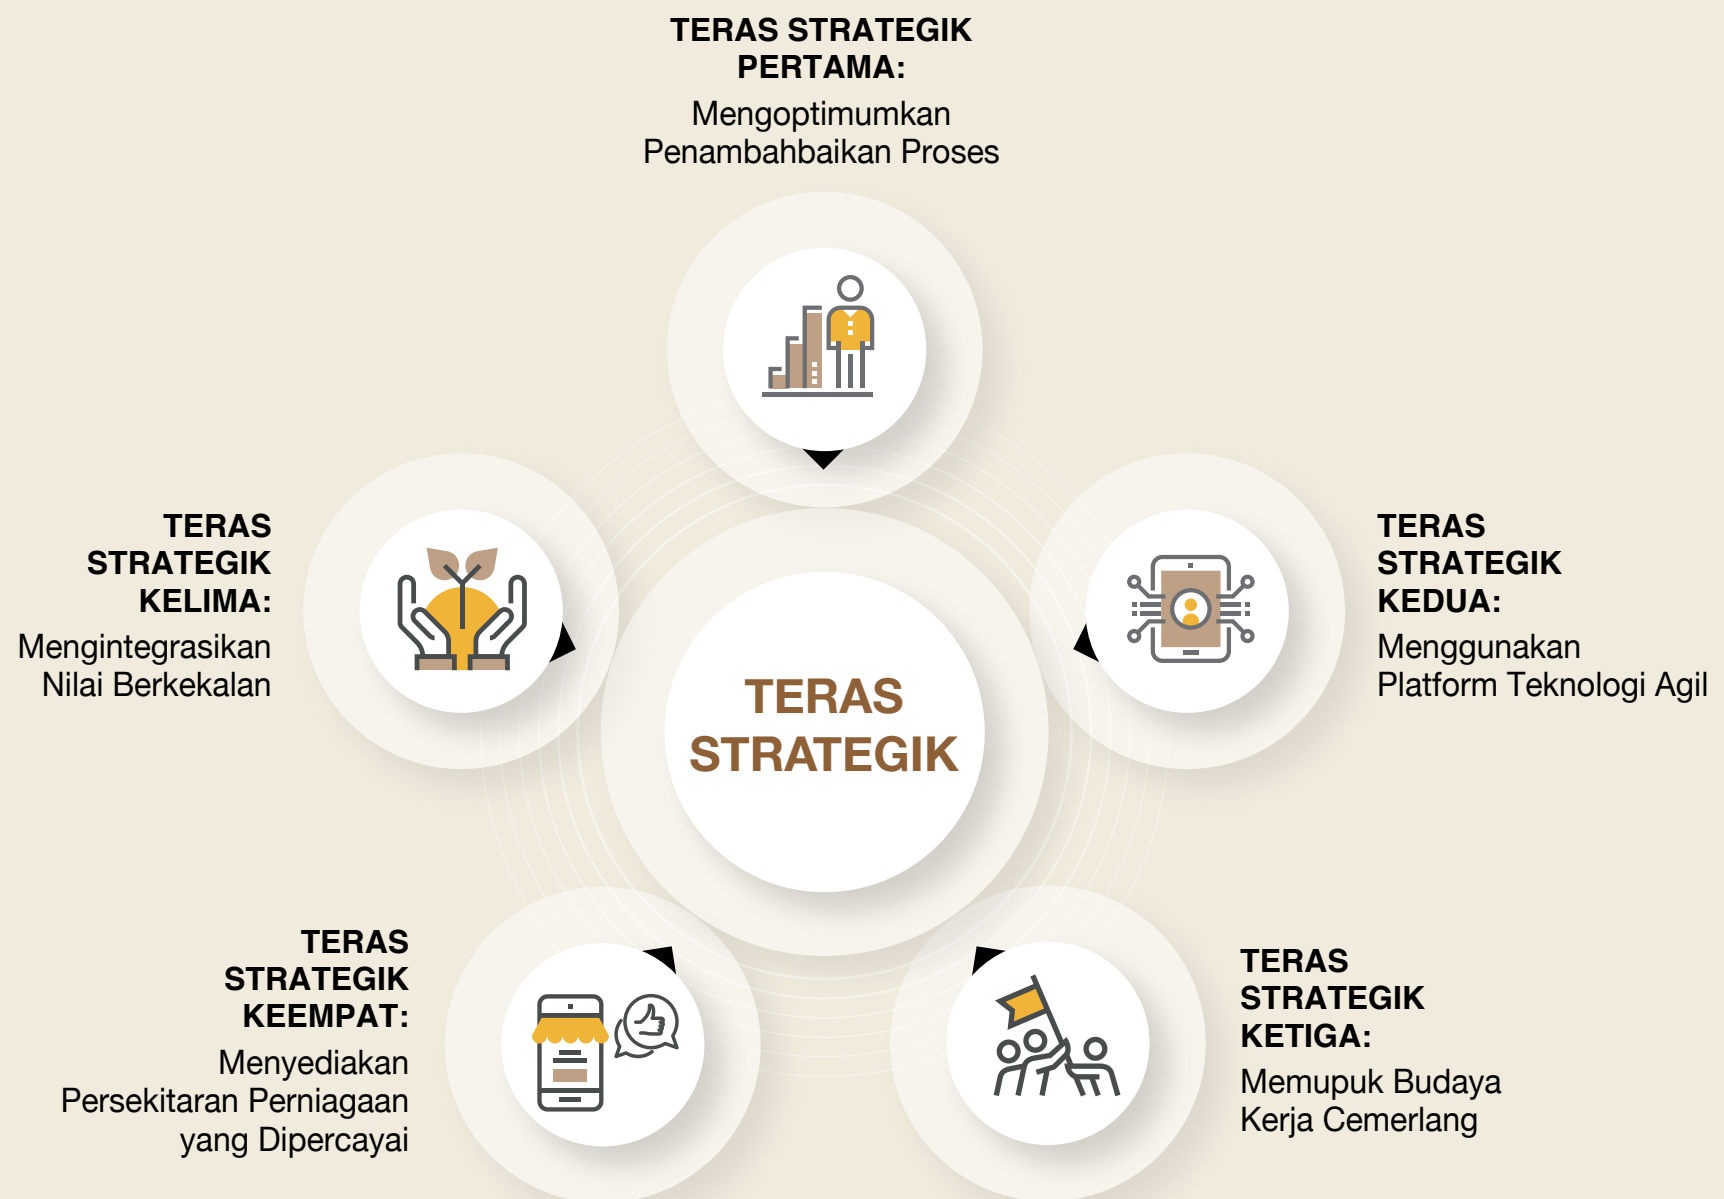 TERAS STRATEGIK
PERTAMA:
Mengoptimumkan
Penambahbaikan Proses
TERAS
STRATEGIK
KEDUA:
Menggunakan
Platform Teknologi Agil
TERAS
STRATEGIK
KETIGA:
Memupuk Budaya
Kerja Cemerlang
TERAS
STRATEGIK
KEEMPAT:
Menyediakan
Persekitaran Perniagaan
yang Dipercayai
TERAS
STRATEGIK
KELIMA:
Mengintegrasikan
Nilai Berkekalan
TERAS
STRATEGIK